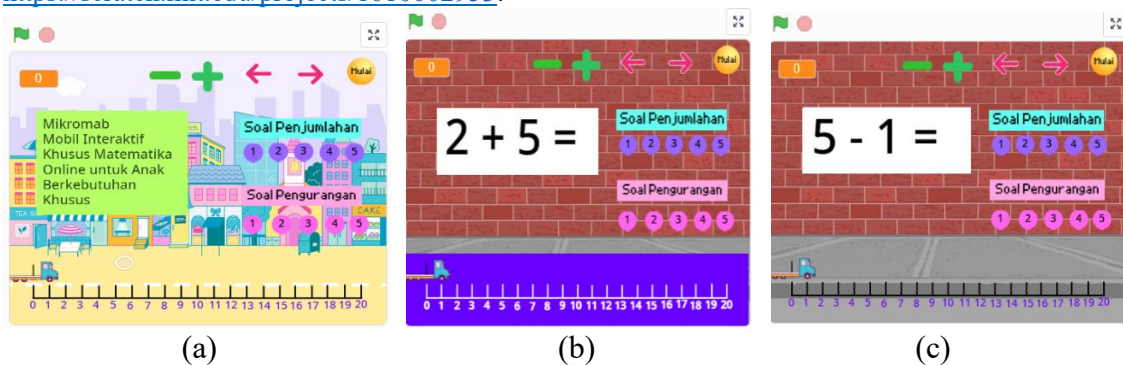 0
Mulai
Mikromab
Mobil Interaktif
Khusus Matematika
Online untuk Anak
Berkebutuhan
Khusus
Soal Penjumlahan
1 2 3 4 5
Soal Pengurangan
1 2 3 4 5
CAKE
0 1 2 3 4 5 6 7 8 9 10 11 12 13 14 15 16 17 18 19 20
(a)
0
Mulai
2 + 5 =
Soal Penjumlahan
1 2 3 4 5
Soal Pengurangan
1 2 3 4 5
0 1 2 3 4 5 6 7 8 9 10 11 12 13 14 15 16 17 18 19 20
(b)
0
Mulai
5 - 1 =
Soal Penjumlahan
1 2 3 4 5
Soal Pengurangan
1 2 3 4 5
0 1 2 3 4 5 6 7 8 9 10 11 12 13 14 15 16 17 18 19 20
(c)